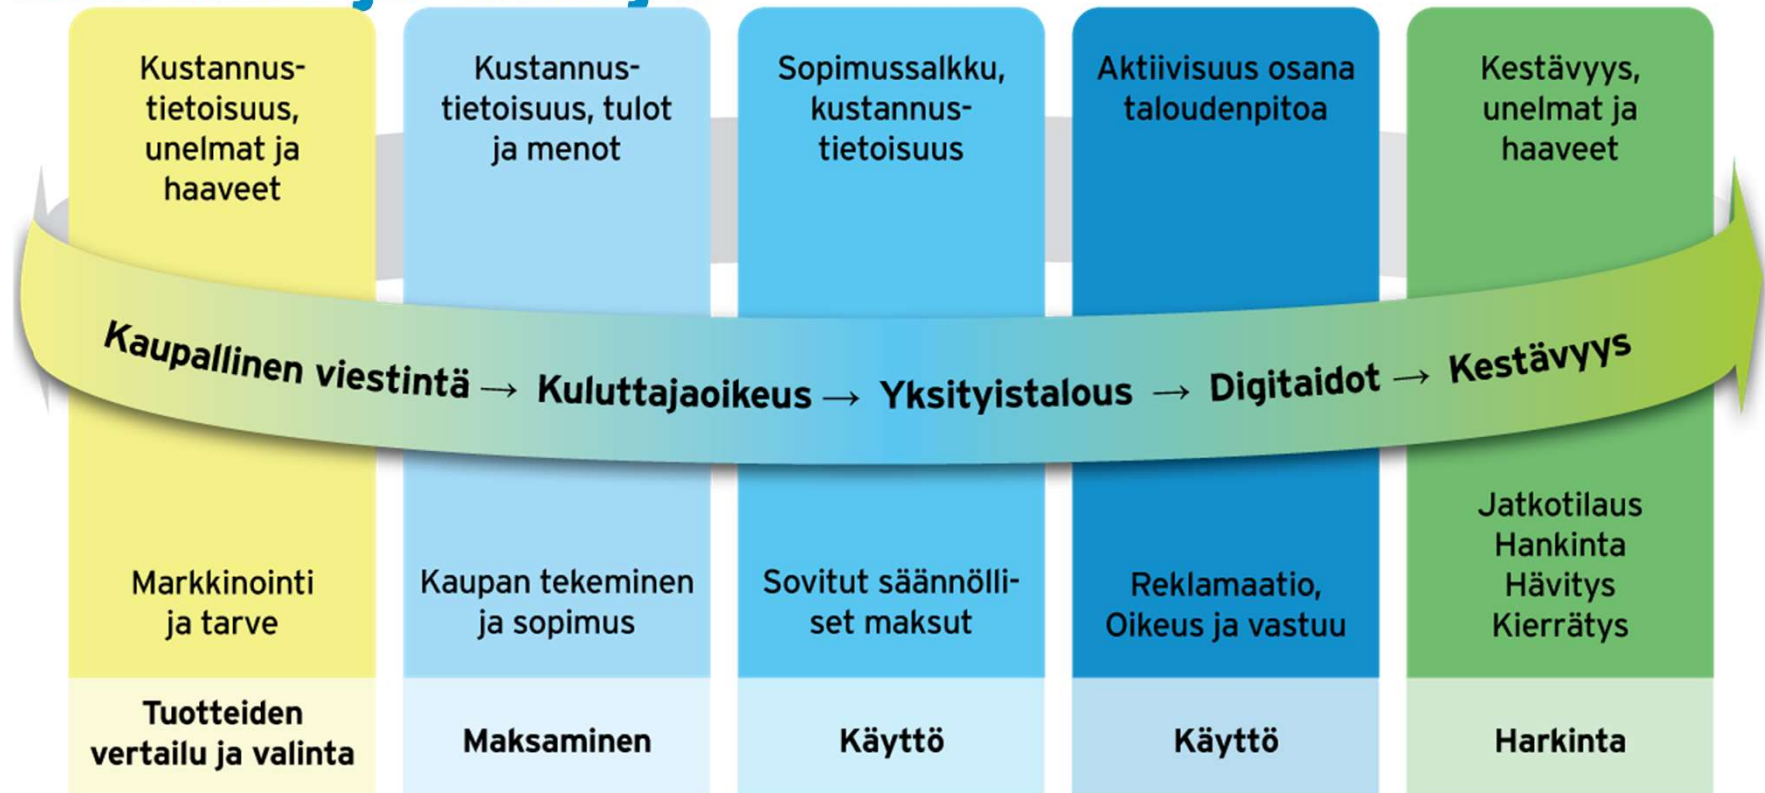 Kustannus-
tietoisuus,
unelmat ja
haaveet
Kustannus-
tietoisuus, tulot
ja menot
Sopimussalkku,
kustannus-
tietoisuus
Aktiivisuus osana
taloudenpitoa
Kestävyys,
unelmat ja
haaveet
Kaupallinen viestintä → Kuluttajaoikeus → Yksityistalous → Digitaidot → Kestävyys
Markkinointi
ja tarve
Kaupan tekeminen
ja sopimus
Sovitut säännölli-
set maksut
Reklamaatio,
Oikeus ja vastuu
Jatkotilaus
Hankinta
Hävitys
Kierrätys
Tuotteiden
vertailu ja valinta
Maksaminen
Käyttö
Käyttö
Harkinta